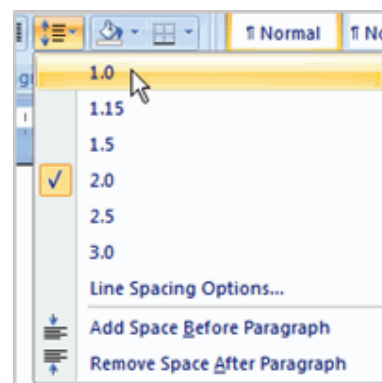 ¶ Normal ¶ No
1.0
1.15
1.5
2.0
2.5
3.0
Line Spacing Options...
Add Space Before Paragraph
Remove Space After Paragraph